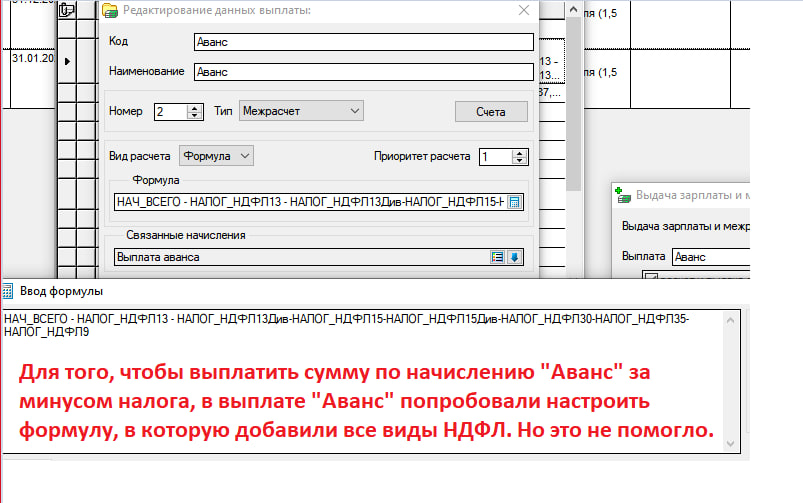 31.12.20
Редактирование данных выплаты:
Код
Аванс
ля (1,5
31.01.20
Наименование
Аванс
13 -
13...
ля (1,5
37,...
Номер
2
Тип
Межрасчет
Счета
Вид расчета
Формула
Приоритет расчета
1
Формула
НАЧ_ВСЕГО - НАЛОГ_НДФЛ13 - НАЛОГ_НДФЛ13Див-НАЛОГ_НДФЛ15-Н
Выдача зарплаты и м
Связанные начисления
Выдача зарплаты и межр
Выплата аванса
Выплата
Аванс
Ввод формулы
НАЧ_ВСЕГО - НАЛОГ_НДФЛ13 - НАЛОГ_НДФЛ13Див-НАЛОГ_НДФЛ15-НАЛОГ_НДФЛ15Див-НАЛОГ_НДФЛ30-НАЛОГ_НДФЛ35-
НАЛОГ_НДФЛ9
Для того, чтобы выплатить сумму по начислению "Аванс" за
минусом налога, в выплате "Аванс" попробовали настроить
формулу, в которую добавили все виды НДФЛ. Но это не помогло.